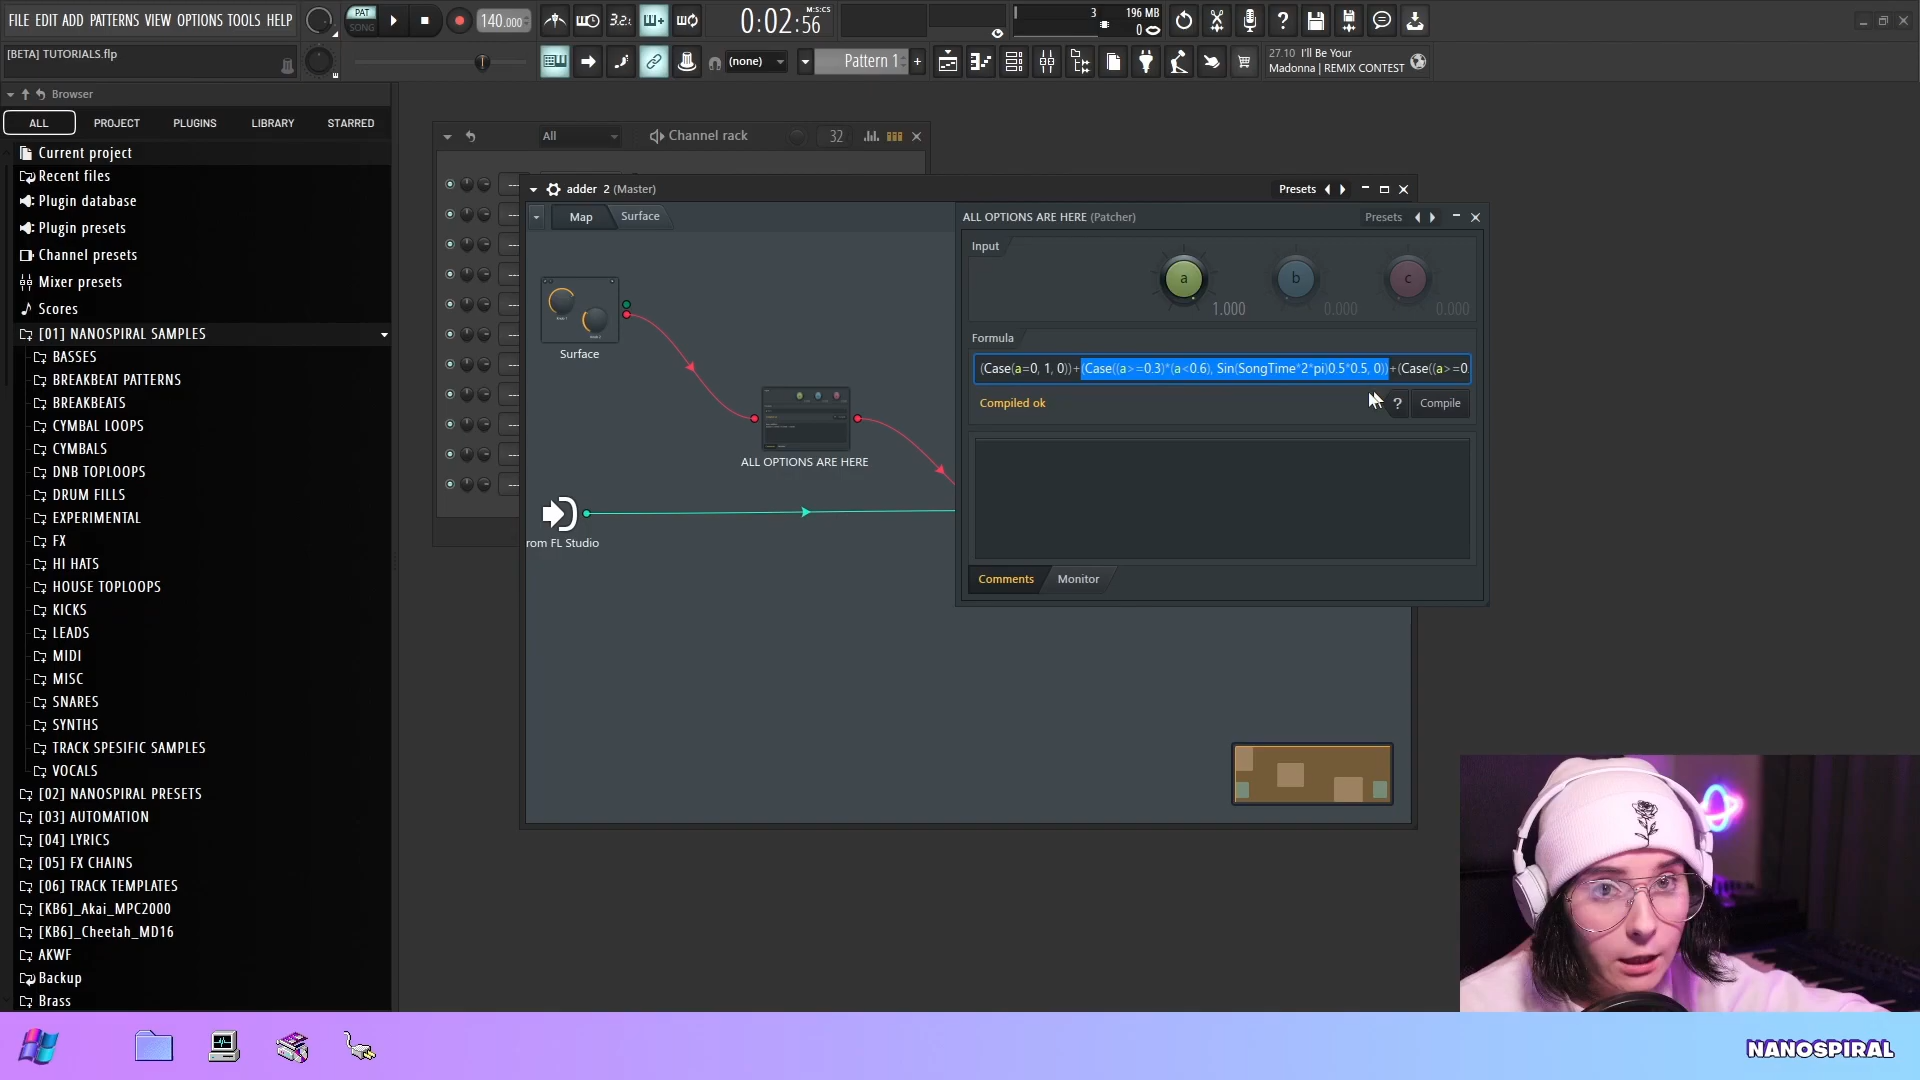 FILE EDIT ADD PATTERNS VIEW OPTIONS TOOLS HELP
PAT
SONG
140.000
3.2.1
0:02:56
M:S:CS
3
196 MB
0
[BETA] TUTORIALS.flp
(none)
Pattern 1
27.10 I'll Be Your
Madonna | REMIX CONTEST
Browser
ALL
PROJECT
PLUGINS
LIBRARY
STARRED
Current project
Recent files
Plugin database
Plugin presets
Channel presets
Mixer presets
Scores
[01] NANOSPIRAL SAMPLES
BASSES
BREAKBEAT PATTERNS
BREAKBEATS
CYMBAL LOOPS
CYMBALS
DNB TOPLOOPS
DRUM FILLS
EXPERIMENTAL
FX
HI HATS
HOUSE TOPLOOPS
KICKS
LEADS
MIDI
MISC
SNARES
SYNTHS
TRACK SPESIFIC SAMPLES
VOCALS
[02] NANOSPIRAL PRESETS
[03] AUTOMATION
[04] LYRICS
[05] FX CHAINS
[06] TRACK TEMPLATES
[KB6]_Akai_MPC2000
[KB6]_Cheetah_MD16
AKWF
Backup
Brass
All
Channel rack
32
adder 2 (Master)
Presets
Map
Surface
Surface
ALL OPTIONS ARE HERE
rom FL Studio
ALL OPTIONS ARE HERE (Patcher)
Presets
Input
a
1.000
b
0.000
c
0.000
Formula
(Case(a=0, 1, 0))+(Case((a>=0.3)*(a<0.6), Sin(SongTime*2*pi)0.5*0.5, 0))+(Case((a>=0.
Compiled ok
?
Compile
Comments
Monitor
NANOSPIRAL